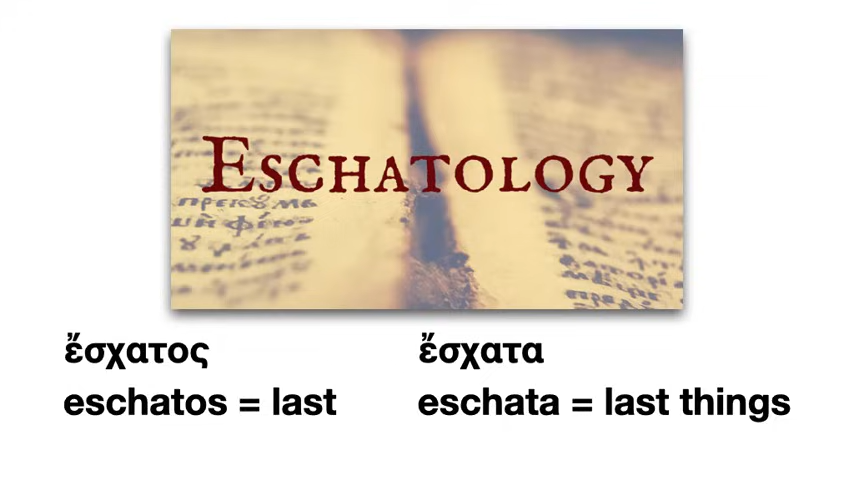 Eschatology
ἔσχατος
eschatos = last
ἔσχατα
eschata = last things